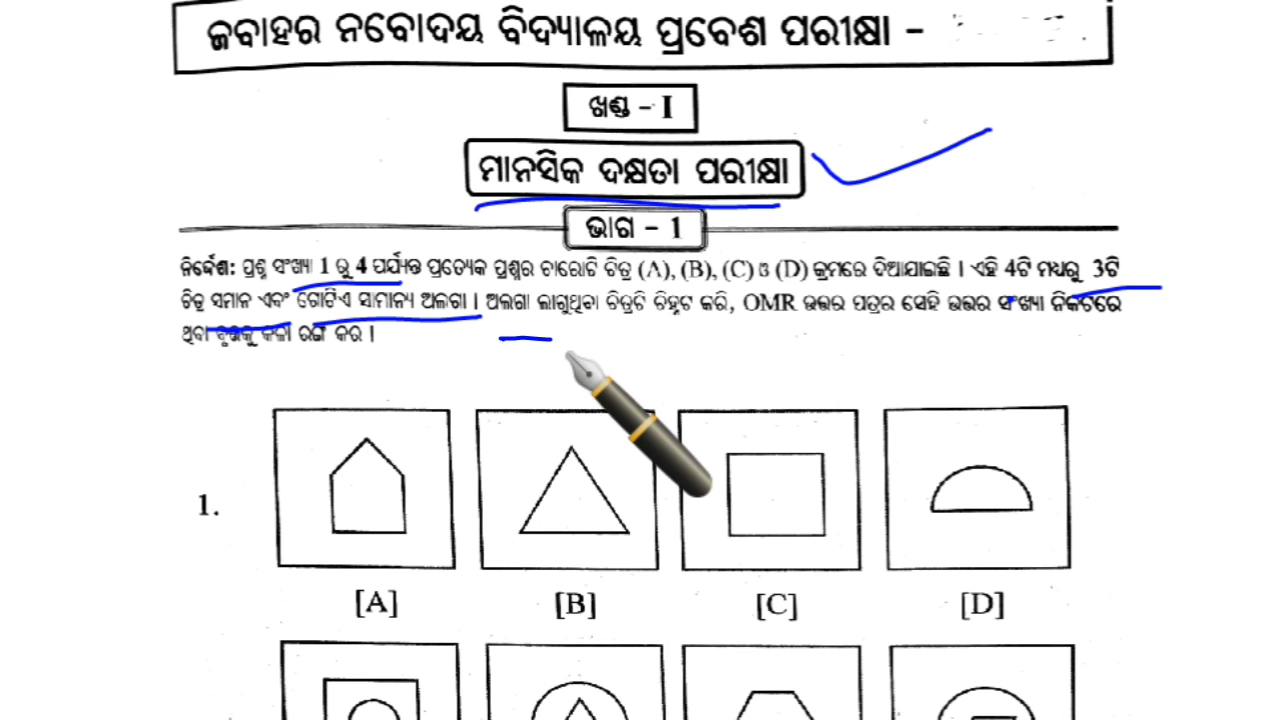 ଜବାହର ନବୋଦୟ ବିଦ୍ୟାଳୟ ପ୍ରବେଶ ପରୀକ୍ଷା –
ଖଣ୍ଡ – I
ମାନସିକ ଦକ୍ଷତା ପରୀକ୍ଷା
ଭାଗ – 1
ନିର୍ଦ୍ଦେଶ: ପ୍ରଶ୍ନ ସଂଖ୍ୟା 1 ରୁ 4 ପର୍ଯ୍ୟନ୍ତ ପ୍ରତ୍ୟେକ ପ୍ରଶ୍ନର ଚାରୋଟି ଚିତ୍ର (A), (B), (C) ଓ (D) କ୍ରମରେ ଦିଆଯାଇଛି । ଏହି 4ଟି ମଧ୍ୟରୁ 3ଟି
ଚିତ୍ର ସମାନ ଏବଂ ଗୋଟିଏ ସାମାନ୍ୟ ଅଲଗା । ଅଲଗା ଲାଗୁଥିବା ଚିତ୍ରଟି ଚିହ୍ନଟ କରି, OMR ଉତ୍ତର ପତ୍ରର ସେହି ଉତ୍ତର ସଂଖ୍ୟା ନିକଟରେ
ଥିବା ବୃତ୍ତକୁ କଳା ରଙ୍ଗ କର ।
1.
[A] [B] [C] [D]